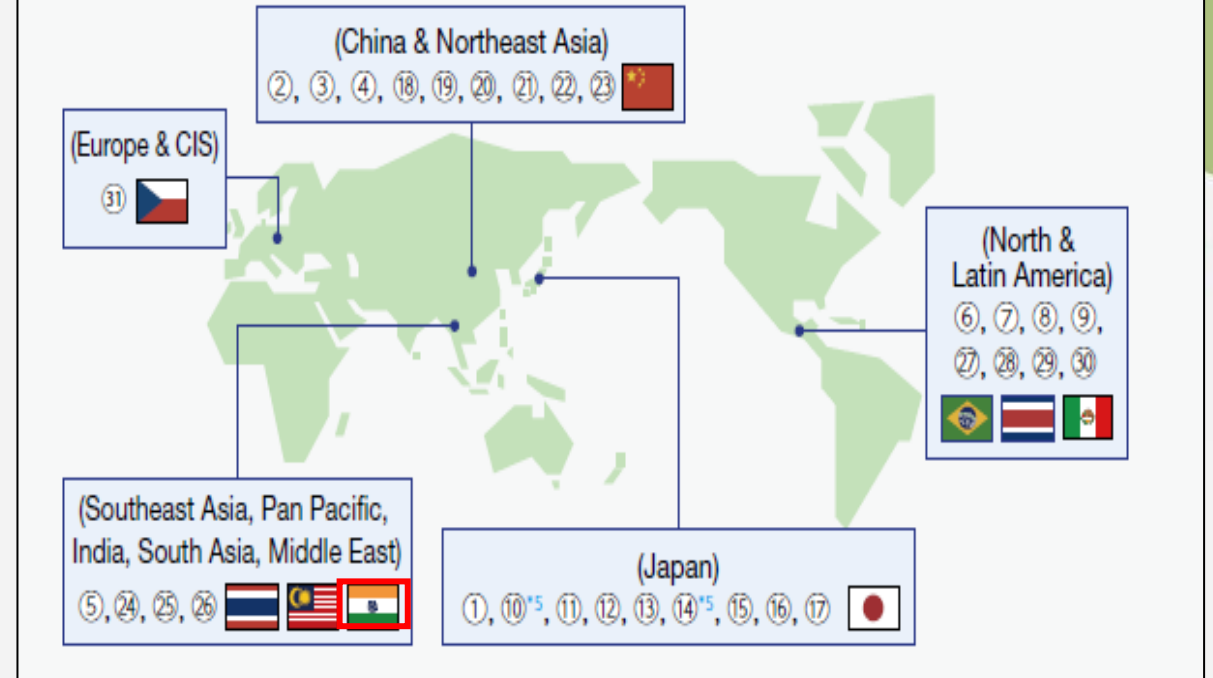 (China & Northeast Asia)
②, ③, ④, ⑱, ⑲, ⑳, ㉑, ㉒, ㉓
(Europe & CIS)
㉛
(North &
Latin America)
⑥, ⑦, ⑧, ⑨,
㉗, ㉘, ㉙, ㉚
(Southeast Asia, Pan Pacific,
India, South Asia, Middle East)
⑤, ㉔, ㉕, ㉖
(Japan)
①, ⑩*5, ⑪, ⑫, ⑬, ⑭*5, ⑮, ⑯, ⑰